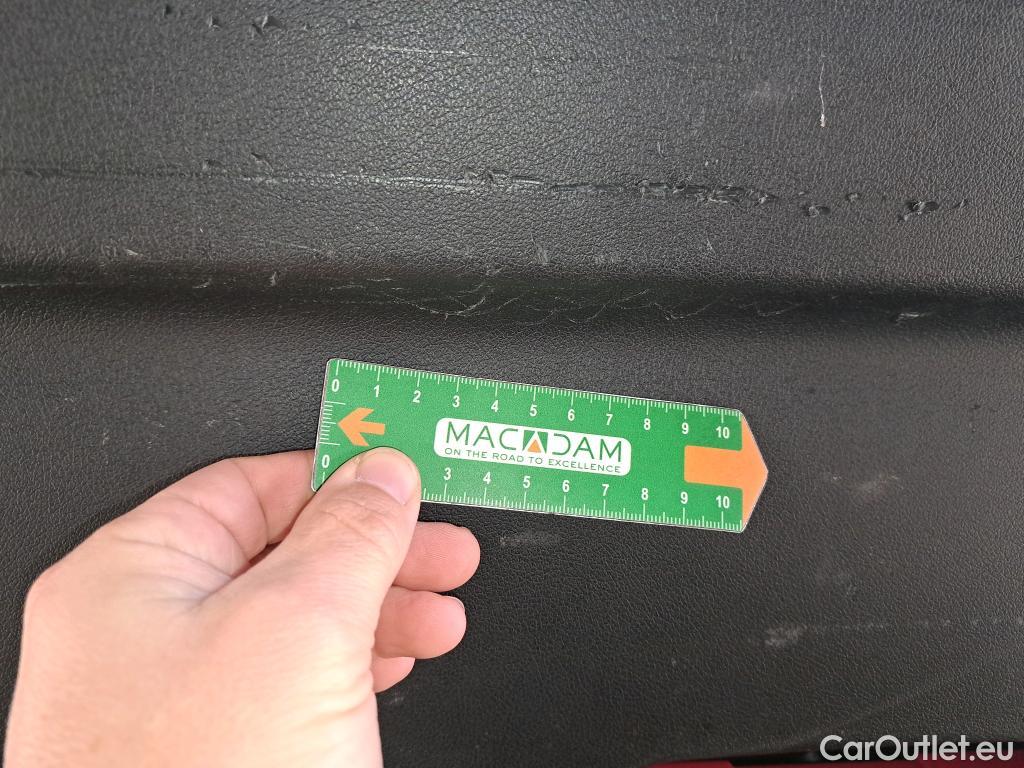 0 1 2 3 4 5 6 7 8 9 10
MACADAM
ON THE ROAD TO EXCELLENCE
0 3 4 5 6 7 8 9 10
CarOutlet.eu